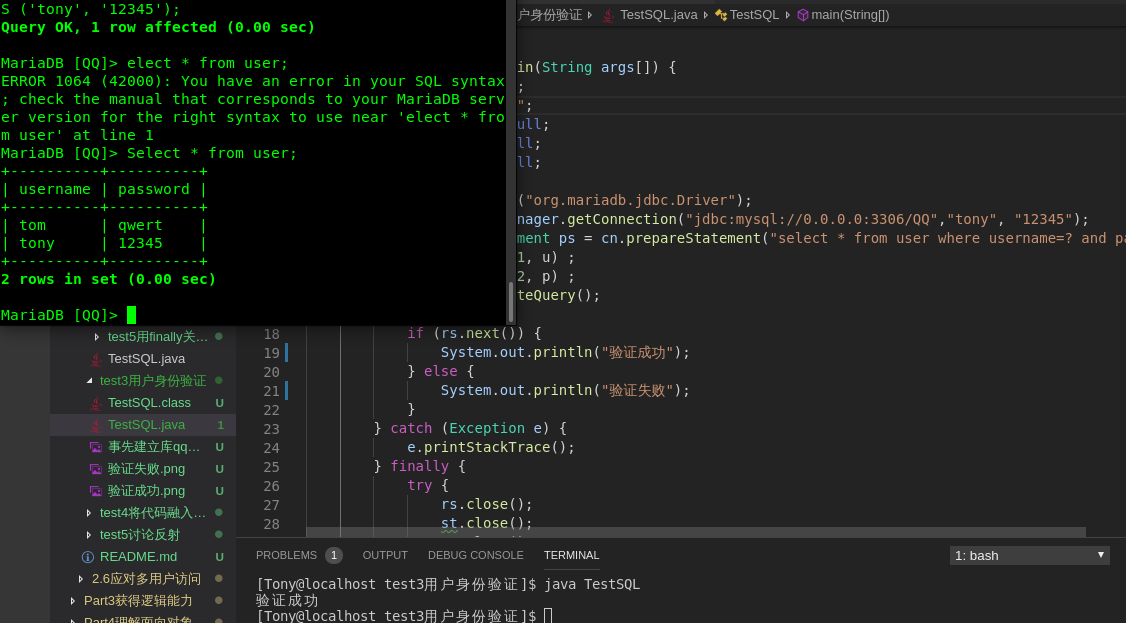 S ('tony', '12345');
Query OK, 1 row affected (0.00 sec)
MariaDB [QQ]> elect * from user;
ERROR 1064 (42000): You have an error in your SQL syntax
; check the manual that corresponds to your MariaDB serv
er version for the right syntax to use near 'elect * fro
m user' at line 1
MariaDB [QQ]> Select * from user;
+----------+----------+
| username | password |
+----------+----------+
| tom      | qwert    |
| tony     | 12345    |
+----------+----------+
2 rows in set (0.00 sec)
MariaDB [QQ]>
户身份验证 TestSQL.java TestSQL main(String[])
in(String args[]) {
;
";
ull;
ll;
ll;
("org.mariadb.jdbc.Driver");
nager.getConnection("jdbc:mysql://0.0.0.0:3306/QQ","tony", "12345");
ment ps = cn.prepareStatement("select * from user where username=? and pa
1, u) ;
2, p) ;
teQuery();
18 if (rs.next()) {
19 System.out.println("验证成功");
20 } else {
21 System.out.println("验证失败");
22 }
23 } catch (Exception e) {
24 e.printStackTrace();
25 } finally {
26 try {
27 rs.close();
28 st.close();
test5用finally关…
TestSQL.java
test3用户身份验证
TestSQL.class U
TestSQL.java 1
事先建立库qq… U
验证失败.png U
验证成功.png U
test4将代码融入…
test5讨论反射
README.md U
2.6应对多用户访问
Part3获得逻辑能力
Part4理解面向对象
PROBLEMS 1 OUTPUT DEBUG CONSOLE TERMINAL 1: bash
[Tony@localhost test3用户身份验证]$ java TestSQL
验证成功
[Tony@localhost test3用户身份验证]$